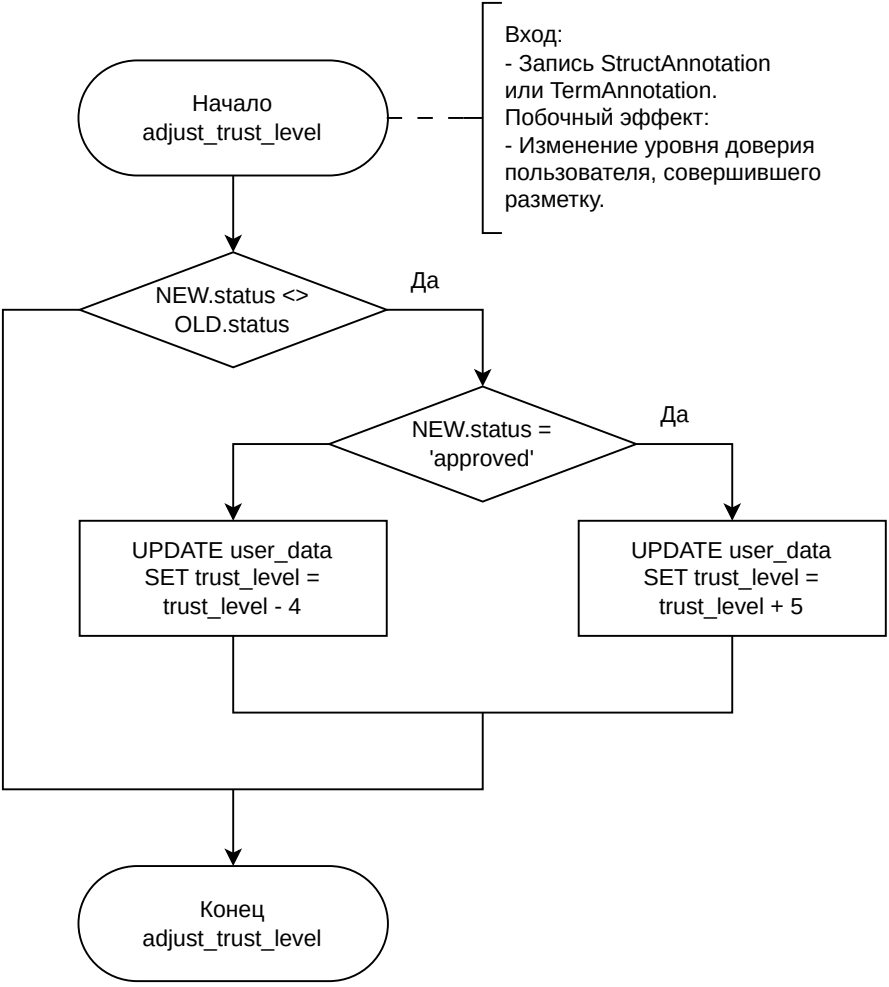 Вход:
- Запись StructAnnotation
или TermAnnotation.
Побочный эффект:
- Изменение уровня доверия
пользователя, совершившего
разметку.
Начало
adjust_trust_level
NEW.status <>
OLD.status
Да
NEW.status =
'approved'
Да
UPDATE user_data
SET trust_level =
trust_level - 4
UPDATE user_data
SET trust_level =
trust_level + 5
Конец
adjust_trust_level